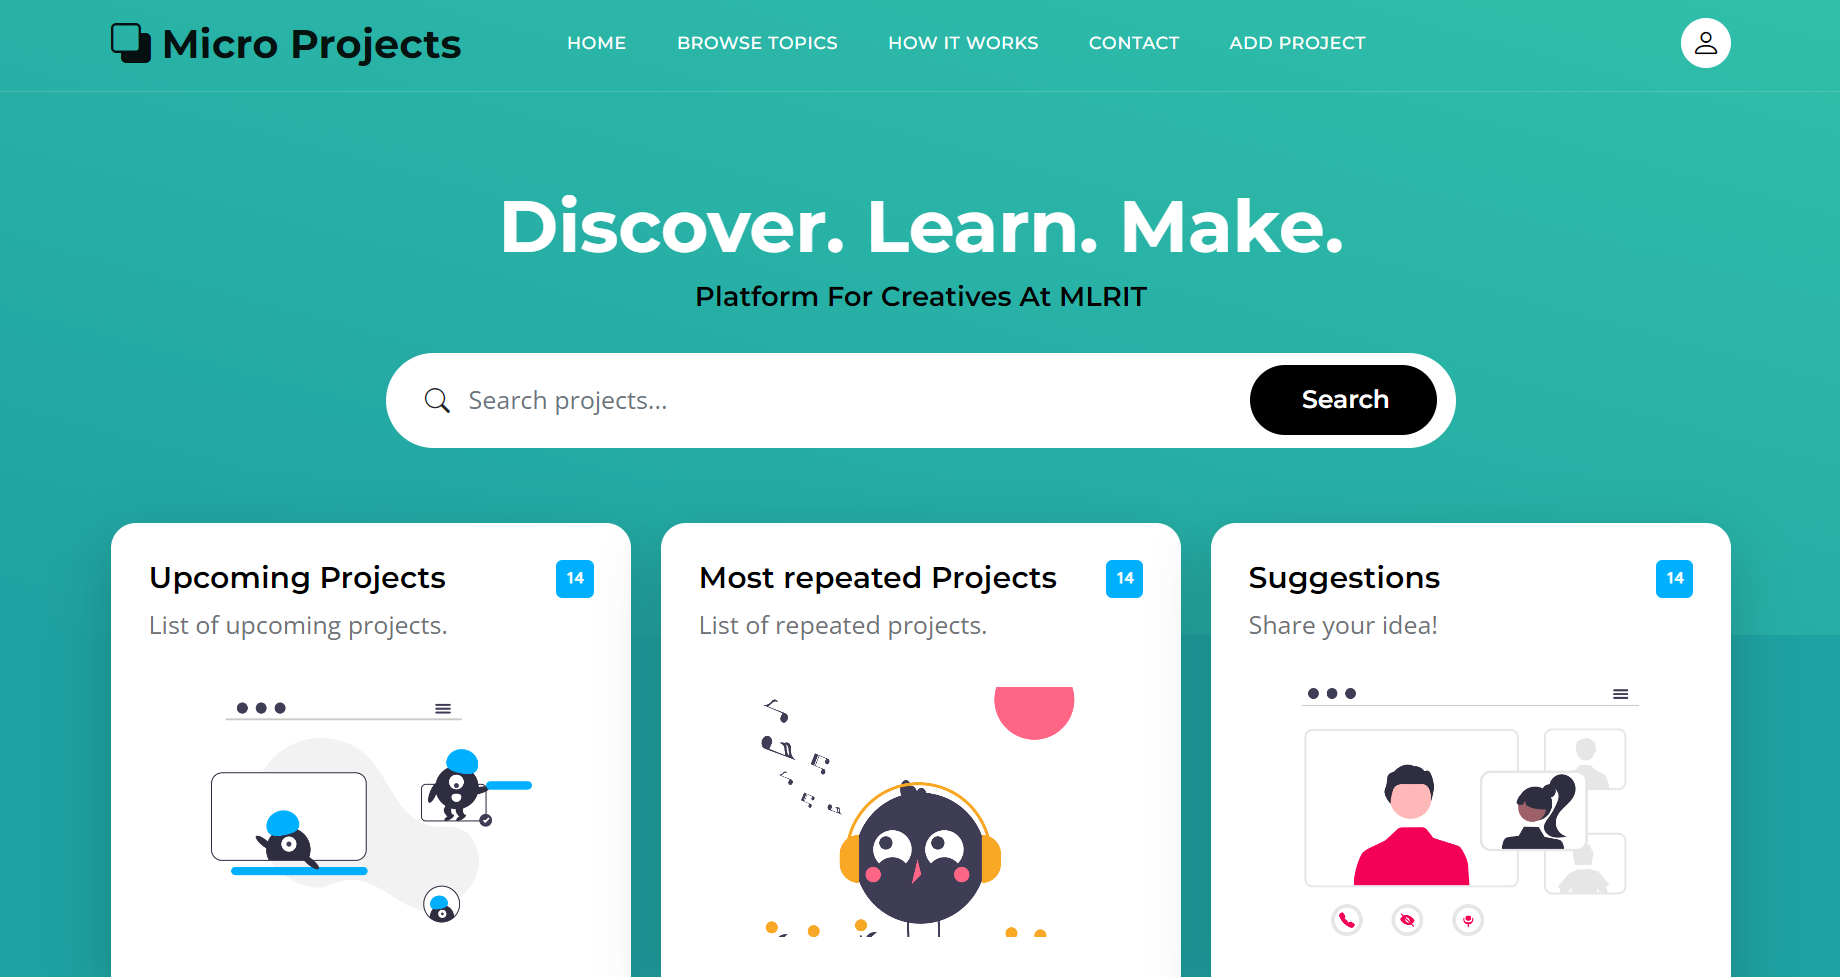 Micro Projects
HOME BROWSE TOPICS HOW IT WORKS CONTACT ADD PROJECT
Discover. Learn. Make.
Platform For Creatives At MLRIT
Search projects...
Search
Upcoming Projects
14
List of upcoming projects.
Most repeated Projects
14
List of repeated projects.
Suggestions
14
Share your idea!